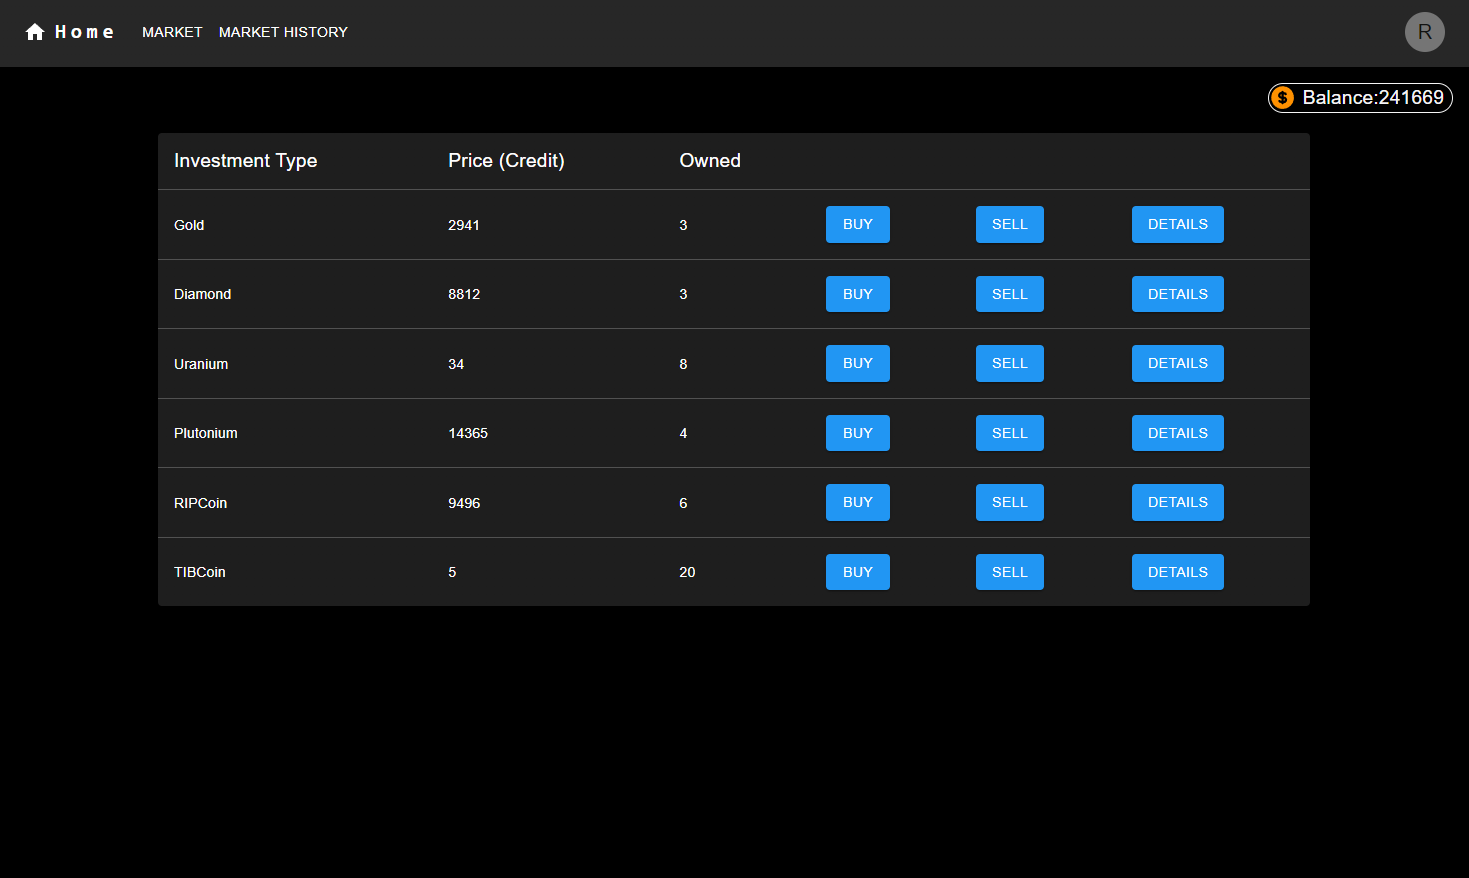 Home MARKET MARKET HISTORY R
$ Balance:241669
Investment Type Price (Credit) Owned
Gold 2941 3 BUY SELL DETAILS
Diamond 8812 3 BUY SELL DETAILS
Uranium 34 8 BUY SELL DETAILS
Plutonium 14365 4 BUY SELL DETAILS
RIPCoin 9496 6 BUY SELL DETAILS
TIBCoin 5 20 BUY SELL DETAILS